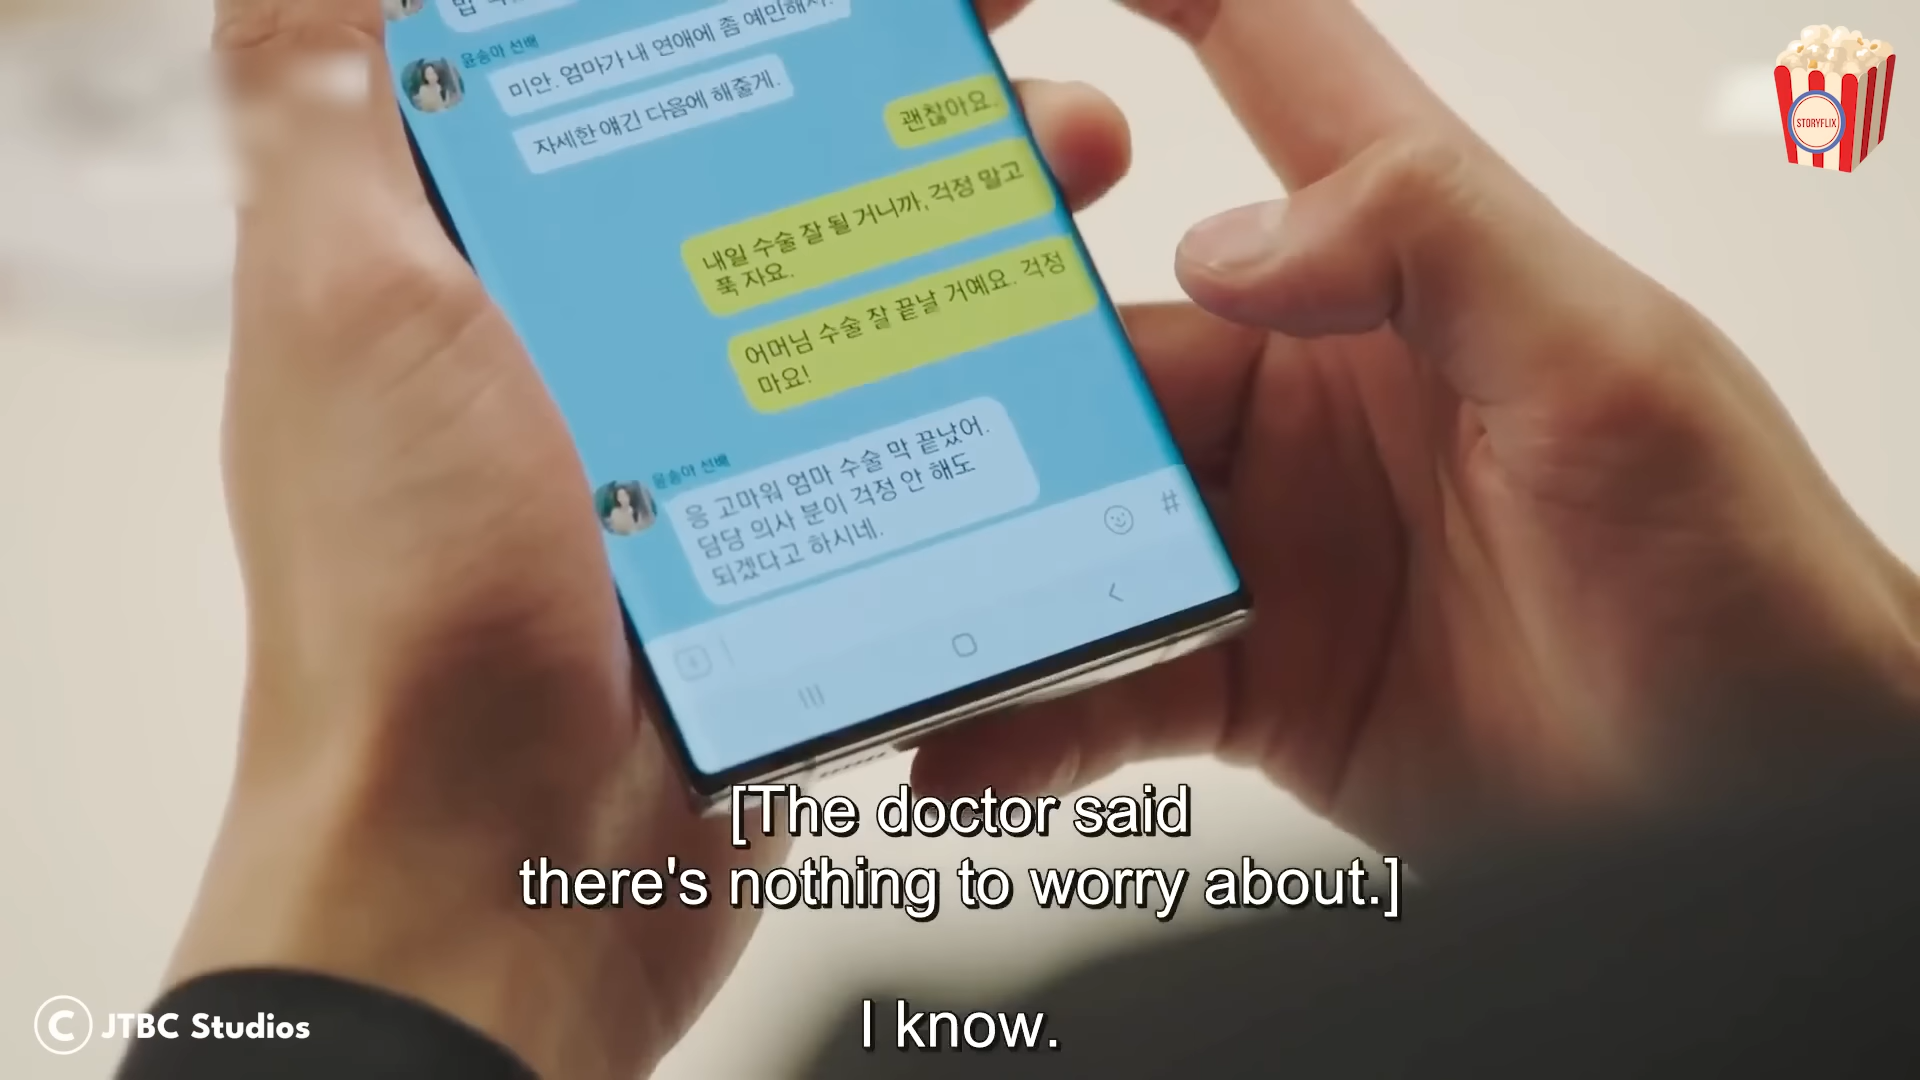 윤송아 선배
미안. 엄마가 내 연애에 좀 예민해서.
자세한 얘긴 다음에 해줄게.
괜찮아요.
내일 수술 잘 될 거니까, 걱정 말고
푹 자요.
어머님 수술 잘 끝날 거예요. 걱정
마요!
윤송아 선배
응 고마워 엄마 수술 막 끝났어.
담당 의사 분이 걱정 안 해도
되겠다고 하시네.
#
STORYFLIX
[The doctor said
there's nothing to worry about.]
I know.
C JTBC Studios